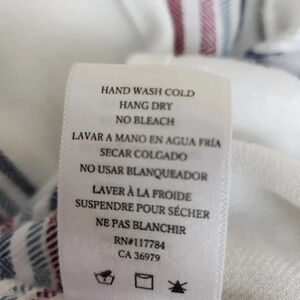 HAND WASH COLD
HANG DRY
NO BLEACH
LAVAR A MANO EN AGUA FRÍA
SECAR COLGADO
NO USAR BLANQUEADOR
LAVER À LA FROIDE
SUSPENDRE POUR SÉCHER
NE PAS BLANCHIR
RN#117784
CA 36979